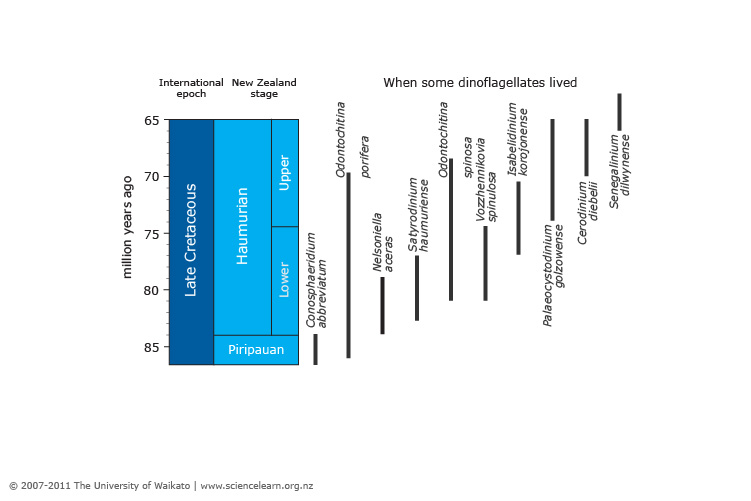 International
epoch
New Zealand
stage
When some dinoflagellates lived
million years ago
65
70
75
80
85
Late Cretaceous
Haumurian
Upper
Lower
Piripauan
Conosphaeridium
abbreviatum
Odontochitina
porifera
Nelsoniella
aceras
Satyrodinium
haumuriense
Odontochitina
spinosa
Vozzhennikovia
spinulosa
Isabelidinium
korojonense
Palaeocystodinium
golzowense
Cerodinium
diebelii
Senegalinium
dilwynense
© 2007-2011 The University of Waikato | www.sciencelearn.org.nz